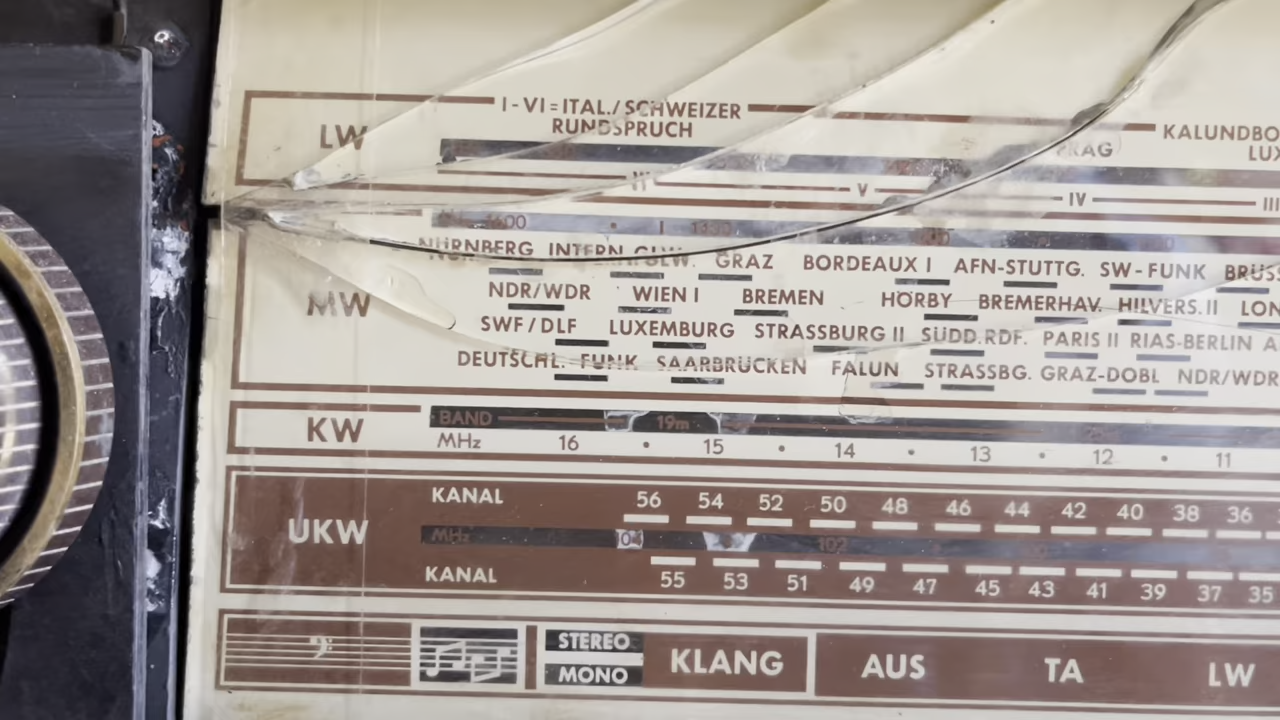 I - VI = ITAL./SCHWEIZER
RUNDSPRUCH
KALUNDBO
LW
PRAG
LUX
V
IV
III
1600
NÜRNBERG INTERN. GLW. GRAZ BORDEAUX I AFN-STUTTG. SW-FUNK BRÜSS
MW
NDR/WDR WIEN I BREMEN HÖRBY BREMERHAV. HILVERS. II LON
SWF/DLF LUXEMBURG STRASSBURG II SÜDD.RDF. PARIS II RIAS-BERLIN A
DEUTSCHL.-FUNK SAARBRÜCKEN FALUN STRASSBG. GRAZ-DOBL NDR/WDR
BAND 19m
KW
MHz 16 • 15 • 14 • 13 • 12 • 11
KANAL 56 54 52 50 48 46 44 42 40 38 36
UKW
MHz 104 102
KANAL 55 53 51 49 47 45 43 41 39 37 35
STEREO
MONO
KLANG AUS TA LW